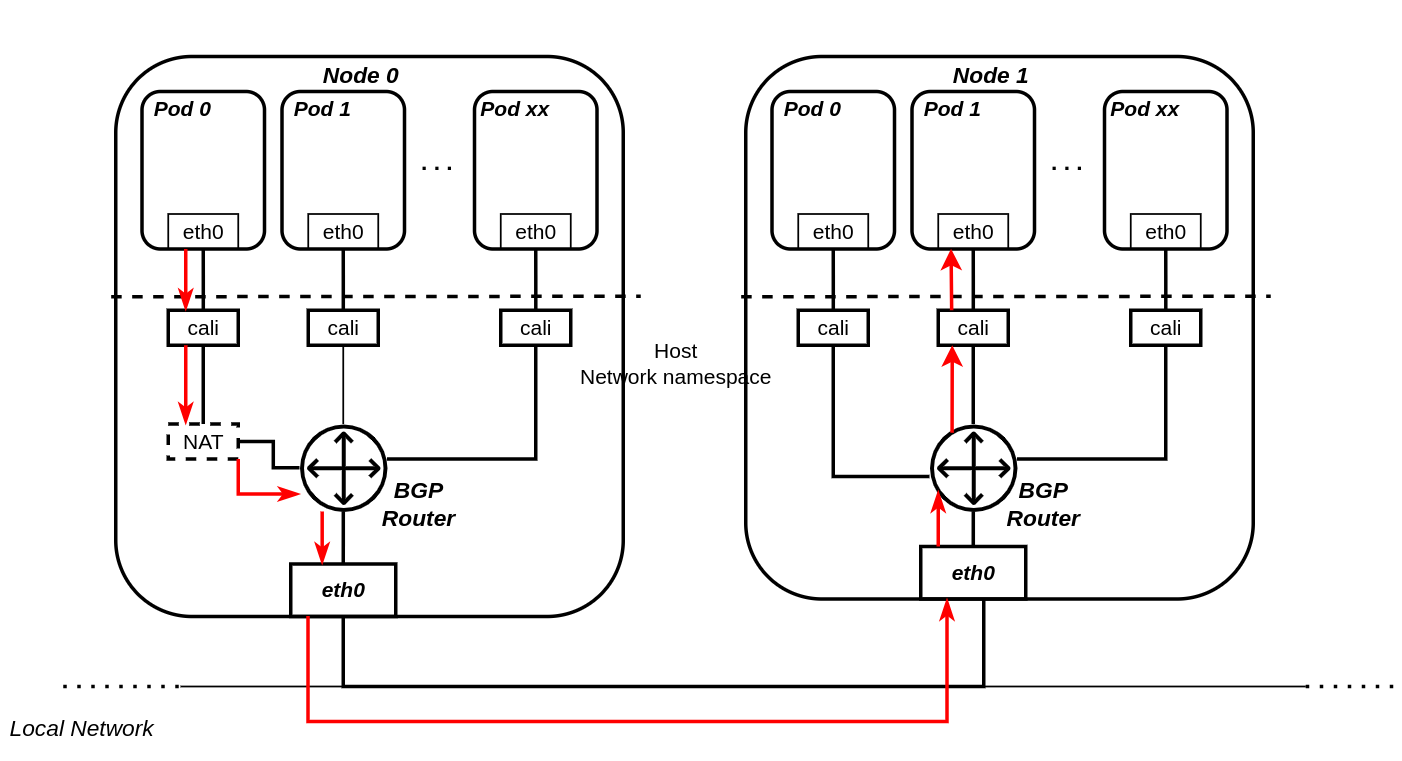 Node 0
Pod 0
Pod 1
Pod xx
. . .
eth0
eth0
eth0
cali
cali
cali
NAT
BGP
Router
eth0
Host
Network namespace
Node 1
Pod 0
Pod 1
Pod xx
. . .
eth0
eth0
eth0
cali
cali
cali
BGP
Router
eth0
Local Network